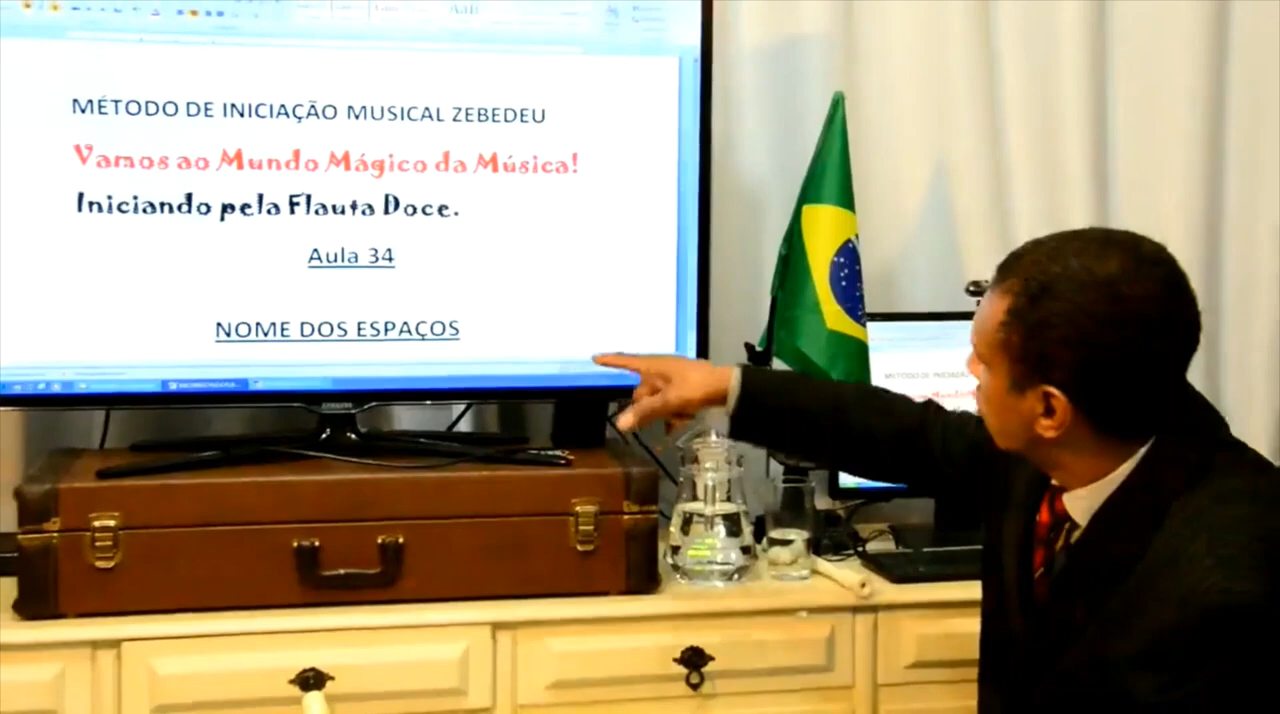 MÉTODO DE INICIAÇÃO MUSICAL ZEBEDEU
Vamos ao Mundo Mágico da Música!
Iniciando pela Flauta Doce.
Aula 34
NOME DOS ESPAÇOS